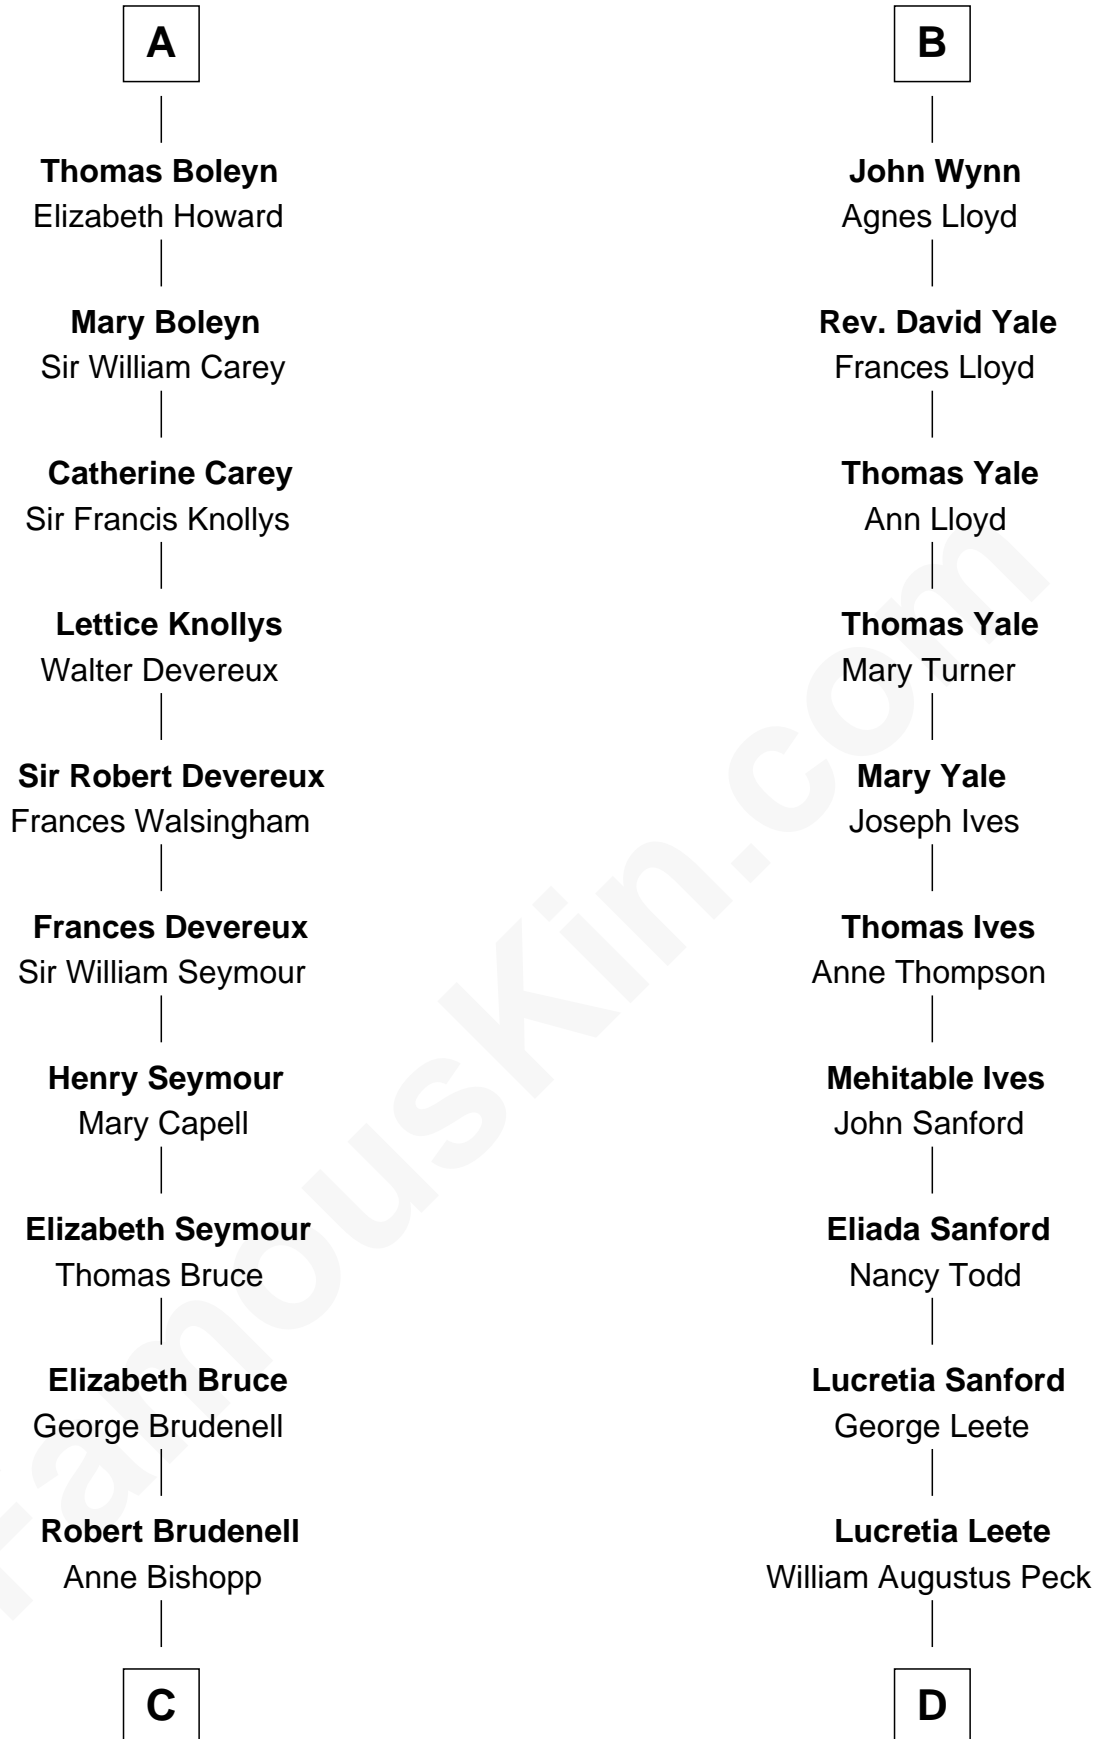 A
Thomas Boleyn
Elizabeth Howard
Mary Boleyn
Sir William Carey
Catherine Carey
Sir Francis Knollys
Lettice Knollys
Walter Devereux
Sir Robert Devereux
Frances Walsingham
Frances Devereux
Sir William Seymour
Henry Seymour
Mary Capell
Elizabeth Seymour
Thomas Bruce
Elizabeth Bruce
George Brudenell
Robert Brudenell
Anne Bishopp
C
B
John Wynn
Agnes Lloyd
Rev. David Yale
Frances Lloyd
Thomas Yale
Ann Lloyd
Thomas Yale
Mary Turner
Mary Yale
Joseph Ives
Thomas Ives
Anne Thompson
Mehitable Ives
John Sanford
Eliada Sanford
Nancy Todd
Lucretia Sanford
George Leete
Lucretia Leete
William Augustus Peck
D
FamousKin.com